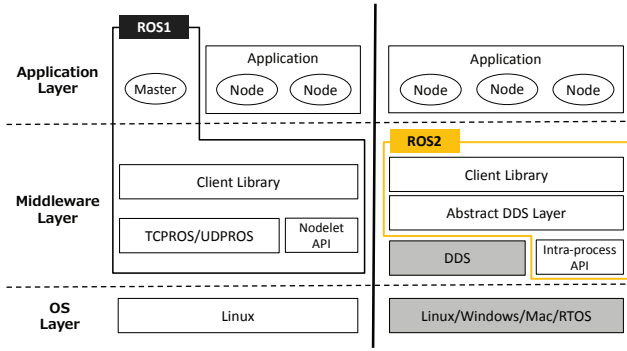 ROS1
Application
Application
Application
Layer
Master
Node
Node
Node
Node
Node
ROS2
Client Library
Client Library
Middleware
Layer
Abstract DDS Layer
TCPROS/UDPROS
Nodelet
API
DDS
Intra-process
API
OS
Layer
Linux
Linux/Windows/Mac/RTOS